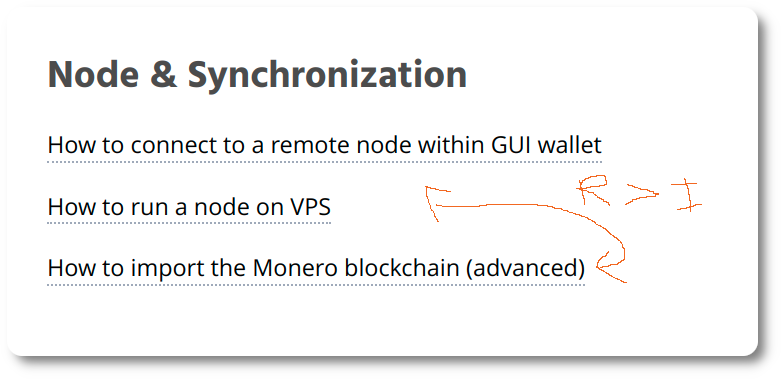 Node & Synchronization
How to connect to a remote node within GUI wallet
R > I
How to run a node on VPS
How to import the Monero blockchain (advanced)